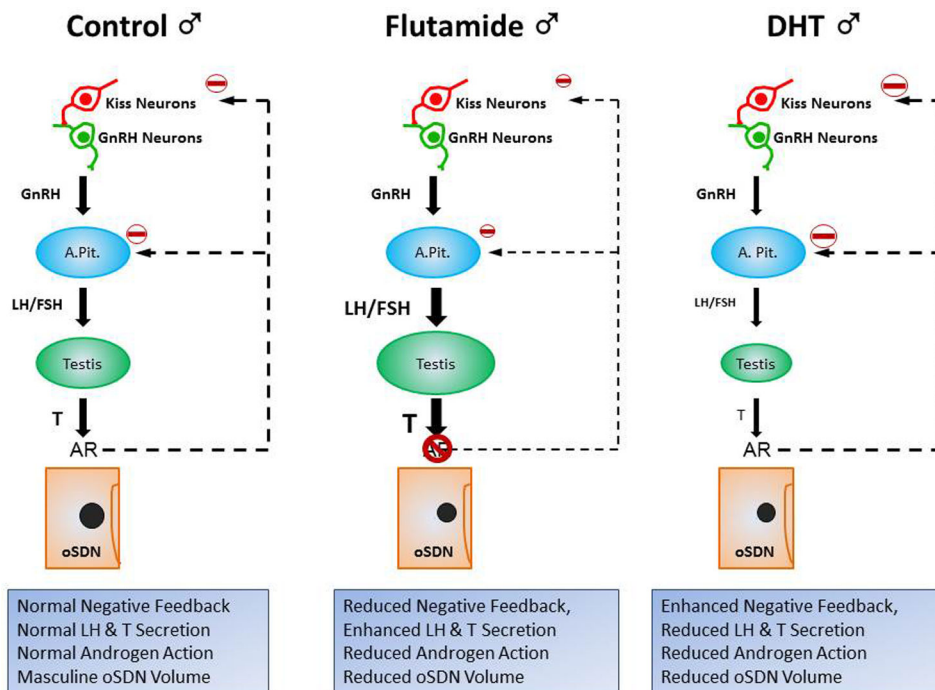 Control ♂
Kiss Neurons
GnRH Neurons
GnRH
A.Pit.
LH/FSH
Testis
T
AR
oSDN
Normal Negative Feedback
Normal LH & T Secretion
Normal Androgen Action
Masculine oSDN Volume
Flutamide ♂
Kiss Neurons
GnRH Neurons
GnRH
A.Pit.
LH/FSH
Testis
T
AR
oSDN
Reduced Negative Feedback,
Enhanced LH & T Secretion
Reduced Androgen Action
Reduced oSDN Volume
DHT ♂
Kiss Neurons
GnRH Neurons
GnRH
A. Pit.
LH/FSH
Testis
T
AR
oSDN
Enhanced Negative Feedback,
Reduced LH & T Secretion
Reduced Androgen Action
Reduced oSDN Volume